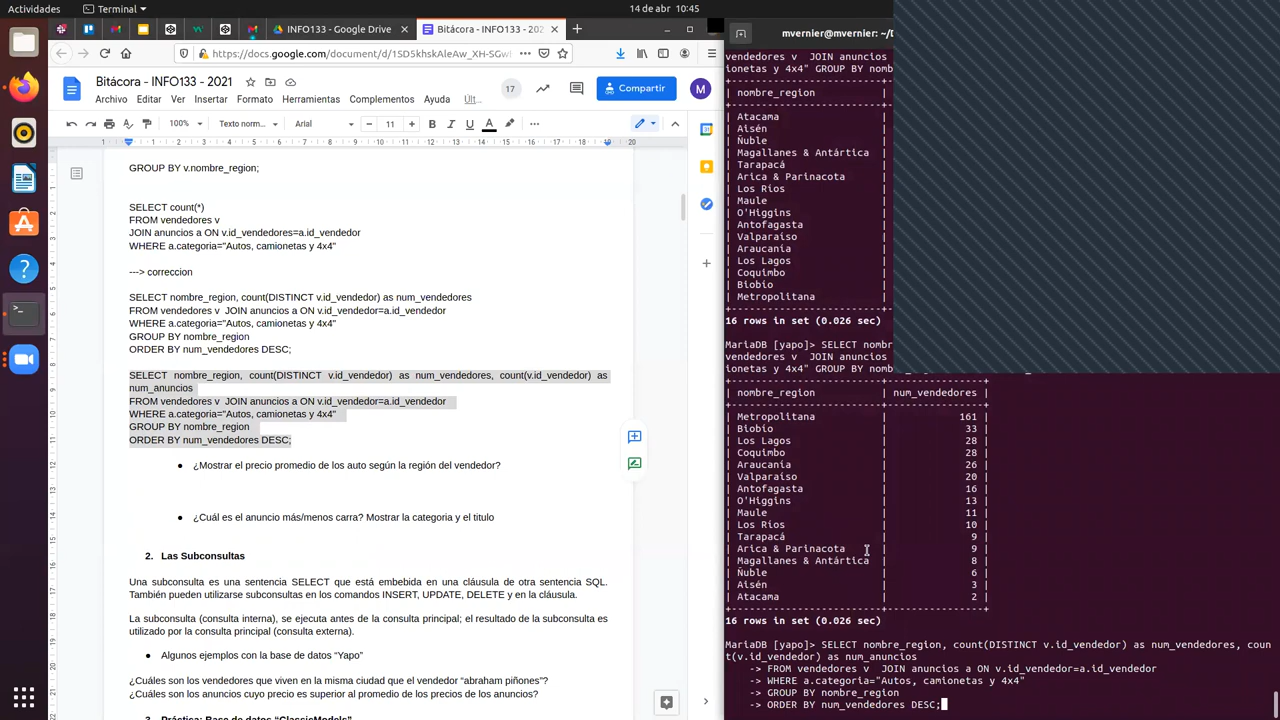 Actividades
Terminal
14 de abr 10:45
INFO133 - Google Drive
Bitácora - INFO133 - 202
https://docs.google.com/document/d/1SD5khskAleAw_XH-SGw
Bitácora - INFO133 - 2021
Archivo Editar Ver Insertar Formato Herramientas Complementos Ayuda Últ...
17
Compartir
M
100% Texto norm... Arial 11
GROUP BY v.nombre_region;
SELECT count(*)
FROM vendedores v
JOIN anuncios a ON v.id_vendedores=a.id_vendedor
WHERE a.categoria="Autos, camionetas y 4x4"
---> correccion
SELECT nombre_region, count(DISTINCT v.id_vendedor) as num_vendedores
FROM vendedores v JOIN anuncios a ON v.id_vendedor=a.id_vendedor
WHERE a.categoria="Autos, camionetas y 4x4"
GROUP BY nombre_region
ORDER BY num_vendedores DESC;
SELECT nombre_region, count(DISTINCT v.id_vendedor) as num_vendedores, count(v.id_vendedor) as
num_anuncios
FROM vendedores v JOIN anuncios a ON v.id_vendedor=a.id_vendedor
WHERE a.categoria="Autos, camionetas y 4x4"
GROUP BY nombre_region
ORDER BY num_vendedores DESC;
● ¿Mostrar el precio promedio de los auto según la región del vendedor?
● ¿Cuál es el anuncio más/menos carra? Mostrar la categoria y el titulo
2. Las Subconsultas
Una subconsulta es una sentencia SELECT que está embebida en una cláusula de otra sentencia SQL.
También pueden utilizarse subconsultas en los comandos INSERT, UPDATE, DELETE y en la cláusula.
La subconsulta (consulta interna), se ejecuta antes de la consulta principal; el resultado de la subconsulta es
utilizado por la consulta principal (consulta externa).
● Algunos ejemplos con la base de datos “Yapo”
¿Cuáles son los vendedores que viven en la misma ciudad que el vendedor “abraham piñones”?
¿Cuáles son los anuncios cuyo precio es superior al promedio de los precios de los anuncios?
3. Práctica: Base de datos “ClassicModels”
mvernier@mvernier: ~/D
vendedores v JOIN anuncios
ionetas y 4x4" GROUP BY nomb
| nombre_region |
| Atacama |
| Aisén |
| Ñuble |
| Magallanes & Antártica |
| Tarapacá |
| Arica & Parinacota |
| Los Rios |
| Maule |
| O'Higgins |
| Antofagasta |
| Valparaíso |
| Araucanía |
| Los Lagos |
| Coquimbo |
| Biobio |
| Metropolitana |
16 rows in set (0.026 sec)
MariaDB [yapo]> SELECT nombr
vendedores v JOIN anuncios
ionetas y 4x4" GROUP BY nomb
| nombre_region | num_vendedores |
| Metropolitana | 161 |
| Biobio | 33 |
| Los Lagos | 28 |
| Coquimbo | 28 |
| Araucanía | 26 |
| Valparaíso | 20 |
| Antofagasta | 16 |
| O'Higgins | 13 |
| Maule | 11 |
| Los Rios | 10 |
| Tarapacá | 9 |
| Arica & Parinacota | 9 |
| Magallanes & Antártica | 8 |
| Ñuble | 6 |
| Aisén | 3 |
| Atacama | 2 |
16 rows in set (0.026 sec)
MariaDB [yapo]> SELECT nombre_region, count(DISTINCT v.id_vendedor) as num_vendedores, coun
t(v.id_vendedor) as num_anuncios
-> FROM vendedores v JOIN anuncios a ON v.id_vendedor=a.id_vendedor
-> WHERE a.categoria="Autos, camionetas y 4x4"
-> GROUP BY nombre_region
-> ORDER BY num_vendedores DESC;